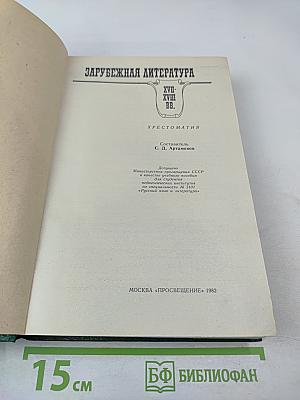 ЗАРУБЕЖНАЯ ЛИТЕРАТУРА
XVII-
XVIII
ВВ.
ХРЕСТОМАТИЯ
Составитель
С. Д. Артамонов
Допущено
Министерством просвещения СССР
в качестве учебного пособия
для студентов
педагогических институтов
по специальности № 2101
«Русский язык и литература»
МОСКВА «ПРОСВЕЩЕНИЕ» 1982
15 см
БФ БИБЛИОФАН